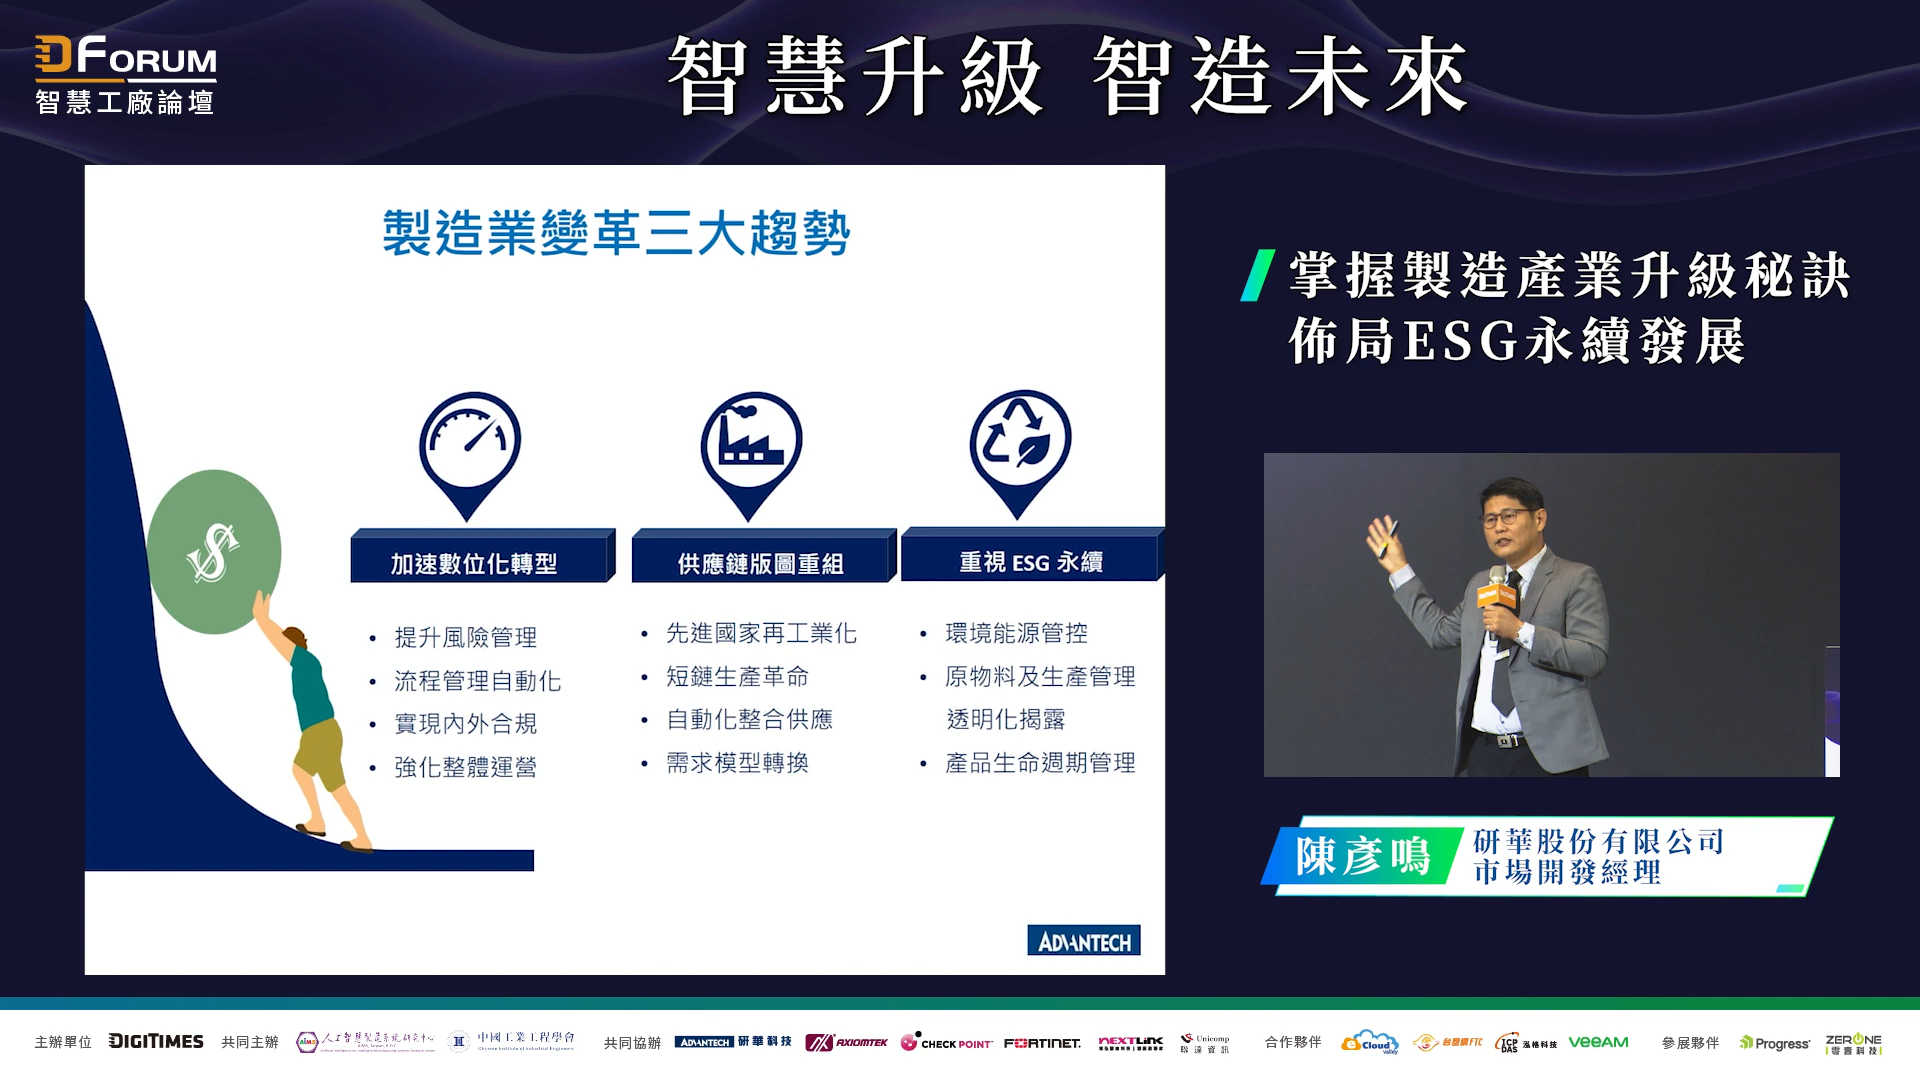 DFORUM
智慧工廠論壇
智慧升級 智造未來
製造業變革三大趨勢
$
加速數位化轉型
• 提升風險管理
• 流程管理自動化
• 實現內外合規
• 強化整體運營
供應鏈版圖重組
• 先進國家再工業化
• 短鏈生產革命
• 自動化整合供應
• 需求模型轉換
重視 ESG 永續
• 環境能源管控
• 原物料及生產管理
透明化揭露
• 產品生命週期管理
ADVANTECH
掌握製造產業升級秘訣
佈局ESG永續發展
DIGITIMES
陳彥鳴
研華股份有限公司
市場開發經理
主辦單位 DIGITIMES
共同主辦 AIMS 人工智慧製造系統研究中心
中國工業工程學會
Chinese Institute of Industrial Engineers
共同協辦 ADVANTECH 研華科技
AXIOMTEK
CHECK POINT
FORTINET
NEXTLINK
Unicomp
聯達資訊
合作夥伴 eCloud valley
台塑網FTC
ICP DAS 泓格科技
VEEAM
參展夥伴 Progress
ZERONE
零壹科技